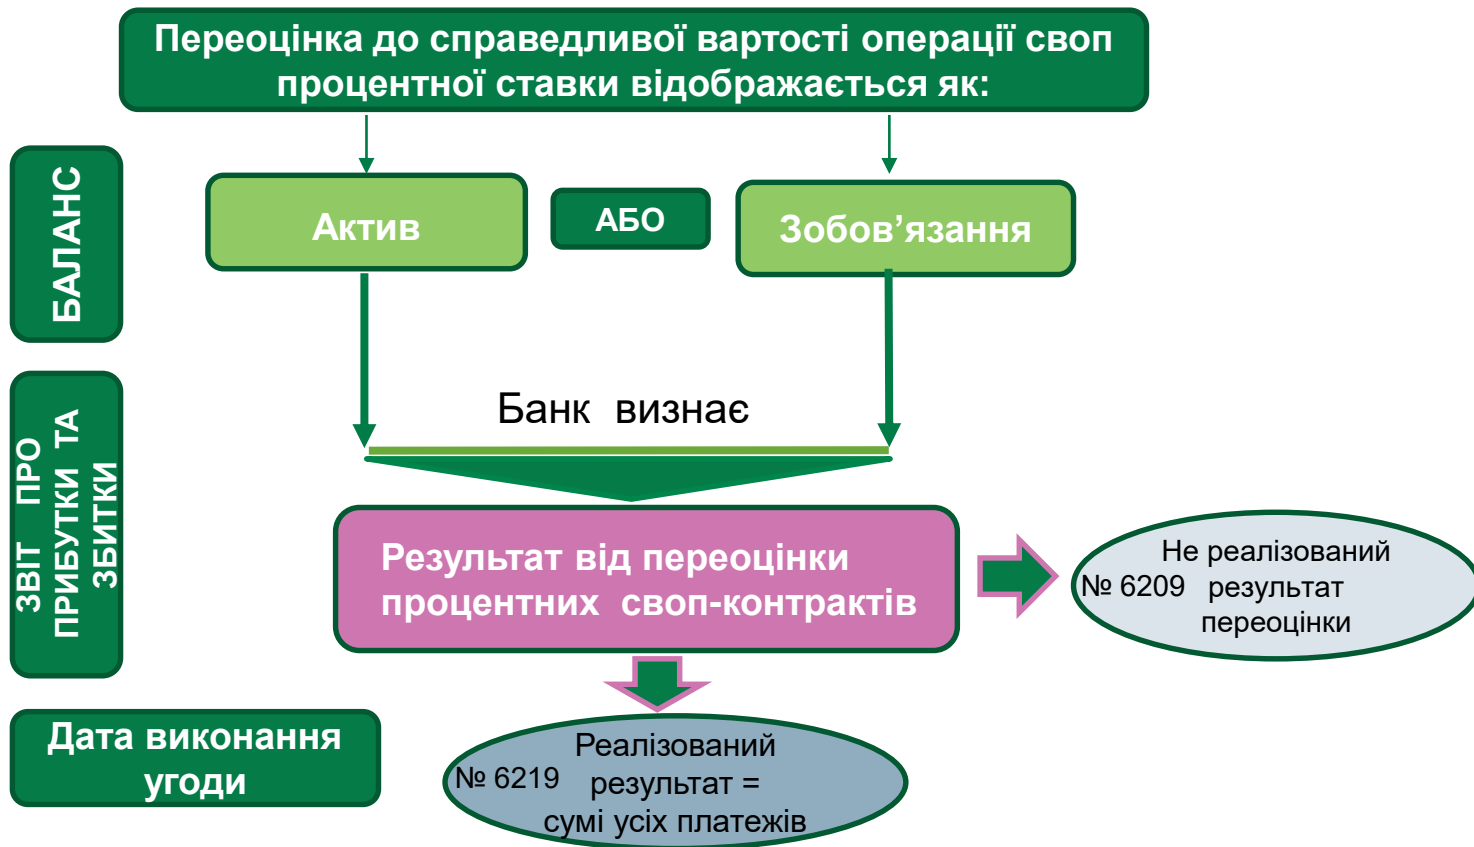 Переоцінка до справедливої вартості операції своп
процентної ставки відображається як:
БАЛАНС
Актив
АБО
Зобов’язання
ЗВІТ ПРО
ПРИБУТКИ ТА
ЗБИТКИ
Банк визнає
Результат від переоцінки
процентних своп-контрактів
Не реалізований
№ 6209 результат
переоцінки
Дата виконання
угоди
Реалізований
№ 6219 результат =
сумі усіх платежів